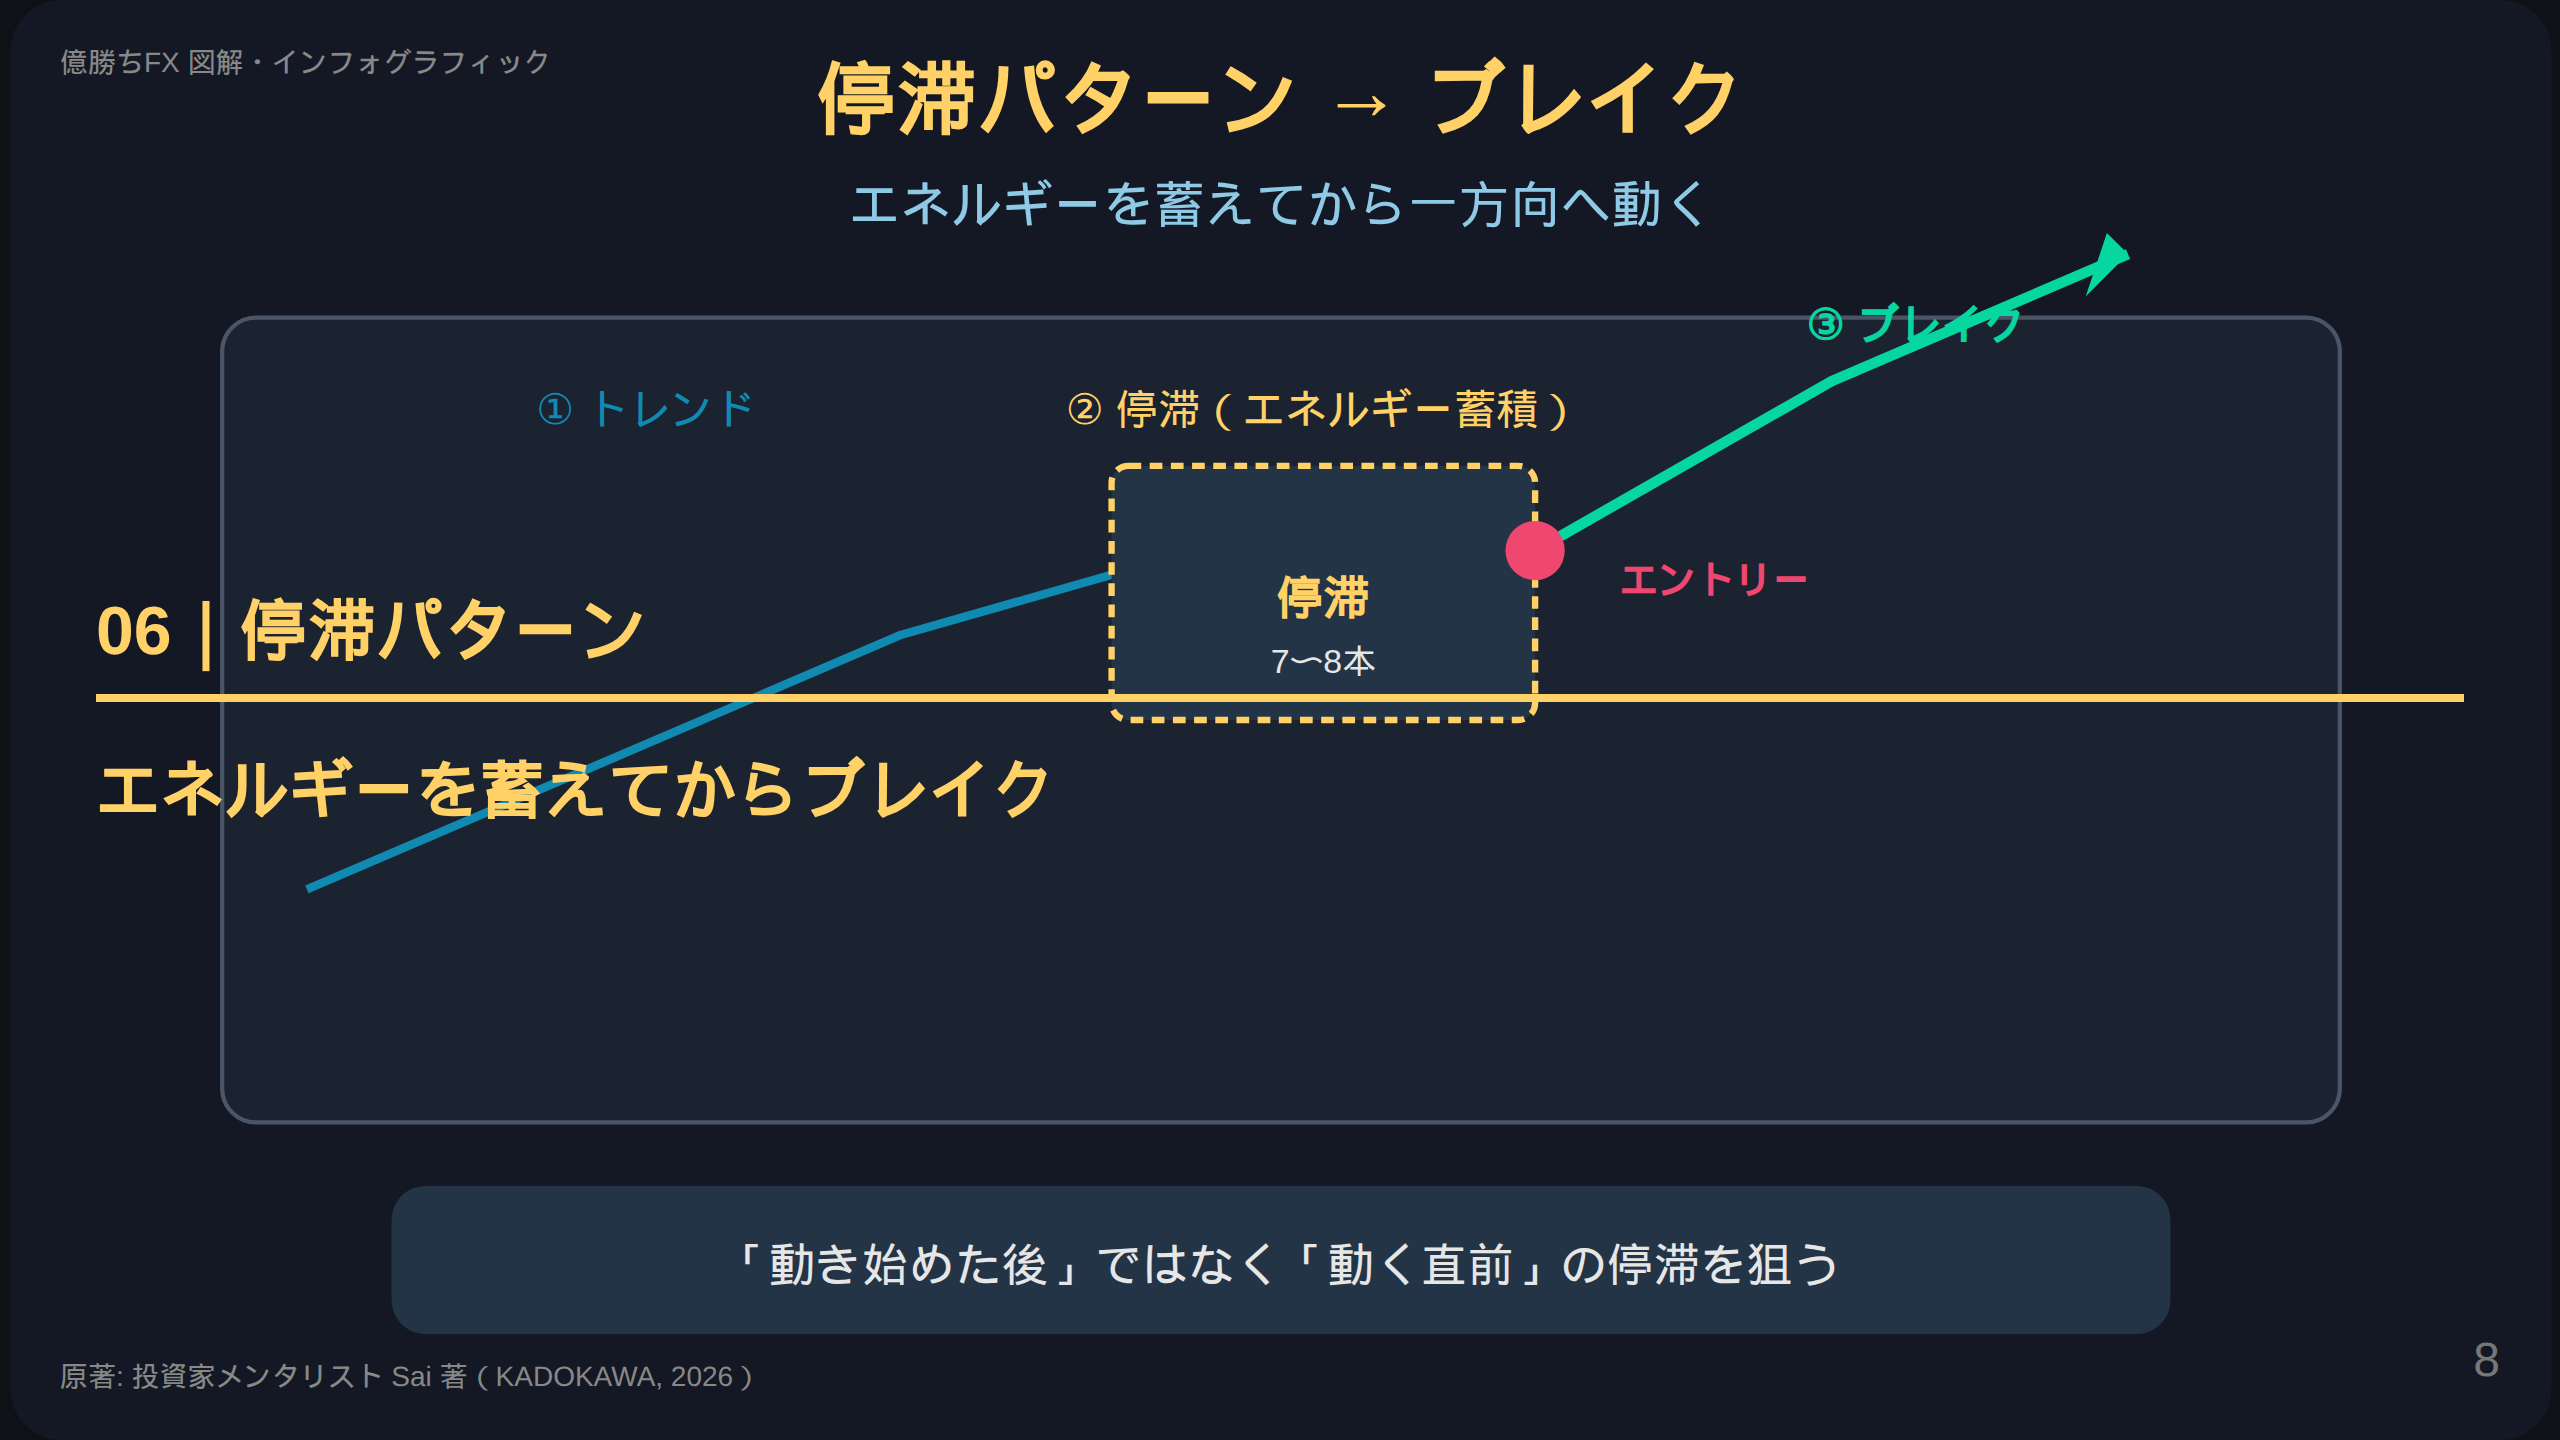 億勝ちFX 図解・インフォグラフィック
停滞パターン → ブレイク
エネルギーを蓄えてから一方向へ動く
③ ブレイク
① トレンド
② 停滞（エネルギー蓄積）
エントリー
停滞
7〜8本
06｜停滞パターン
エネルギーを蓄えてからブレイク
「動き始めた後」ではなく「動く直前」の停滞を狙う
原著: 投資家メンタリスト Sai 著（KADOKAWA, 2026）
8